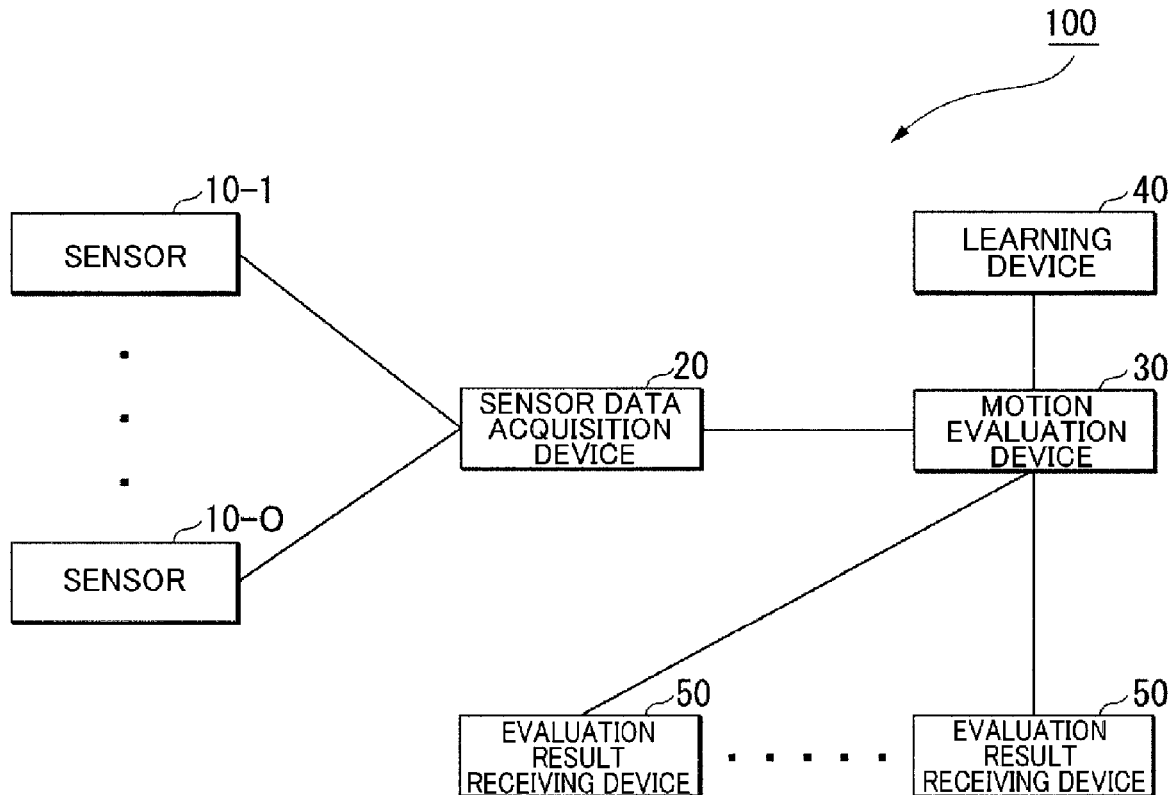 100
10-1
SENSOR
40
LEARNING
DEVICE
20
SENSOR DATA
ACQUISITION
DEVICE
30
MOTION
EVALUATION
DEVICE
10-O
SENSOR
50
EVALUATION
RESULT
RECEIVING DEVICE
50
EVALUATION
RESULT
RECEIVING DEVICE